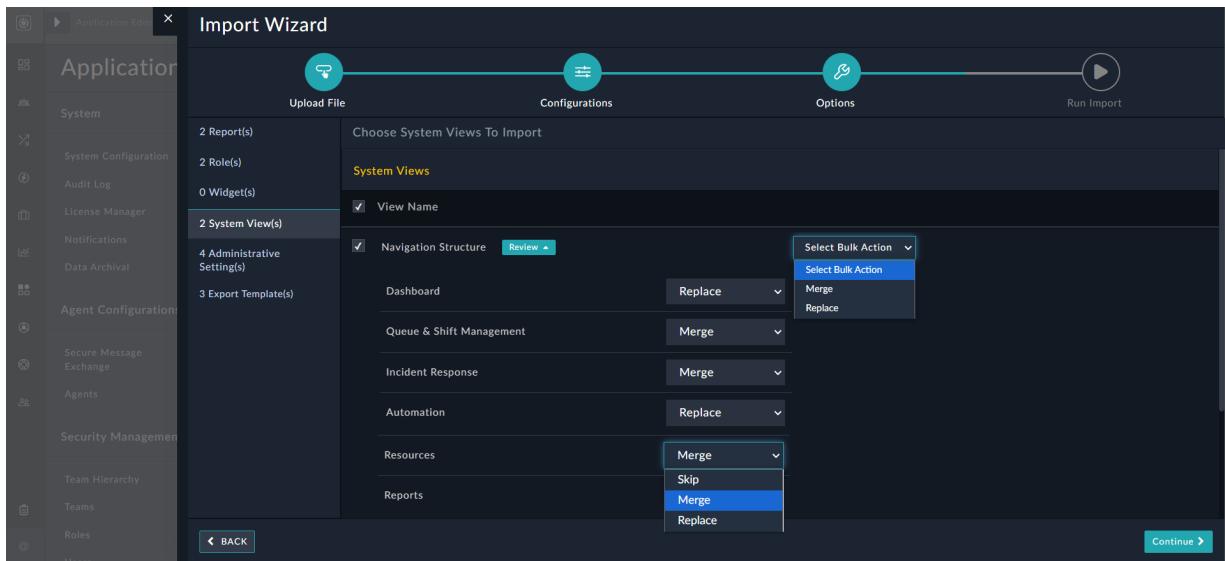 Application Edito
×
Import Wizard
Application
Upload File
Configurations
Options
Run Import
System
System Configuration
Audit Log
License Manager
Notifications
Data Archival
Agent Configurations
Secure Message
Exchange
Agents
Security Managemen
Team Hierarchy
Teams
Roles
2 Report(s)
2 Role(s)
0 Widget(s)
2 System View(s)
4 Administrative
Setting(s)
3 Export Template(s)
Choose System Views To Import
System Views
View Name
Navigation Structure Review Select Bulk Action
Select Bulk Action
Merge
Replace
Dashboard Replace
Queue & Shift Management Merge
Incident Response Merge
Automation Replace
Resources Merge
Skip
Merge
Replace
Reports
BACK
Continue